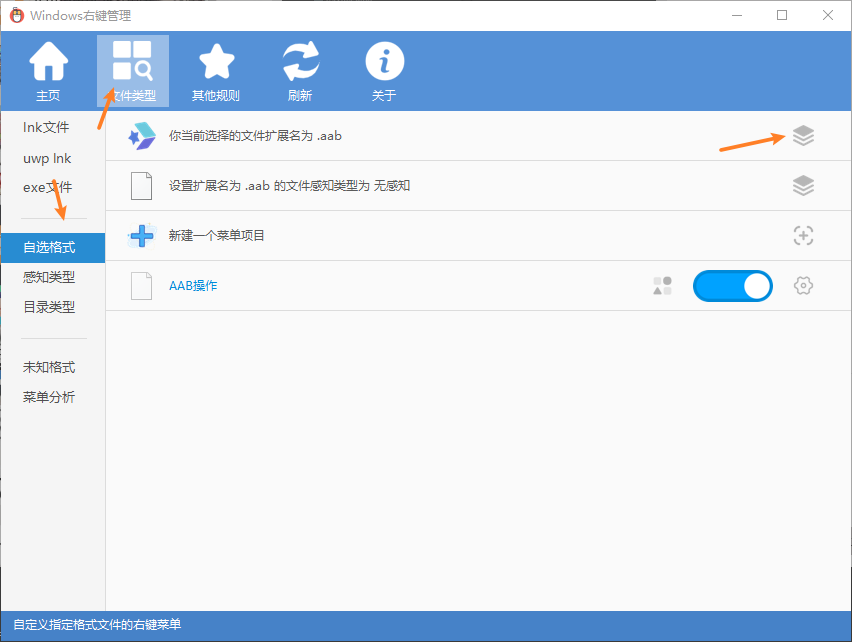 Windows右键管理
主页
文件类型
其他规则
刷新
关于
lnk文件
uwp lnk
exe文件
自选格式
感知类型
目录类型
未知格式
菜单分析
你当前选择的文件扩展名为 .aab
设置扩展名为 .aab 的文件感知类型为 无感知
新建一个菜单项目
AAB操作
自定义指定格式文件的右键菜单